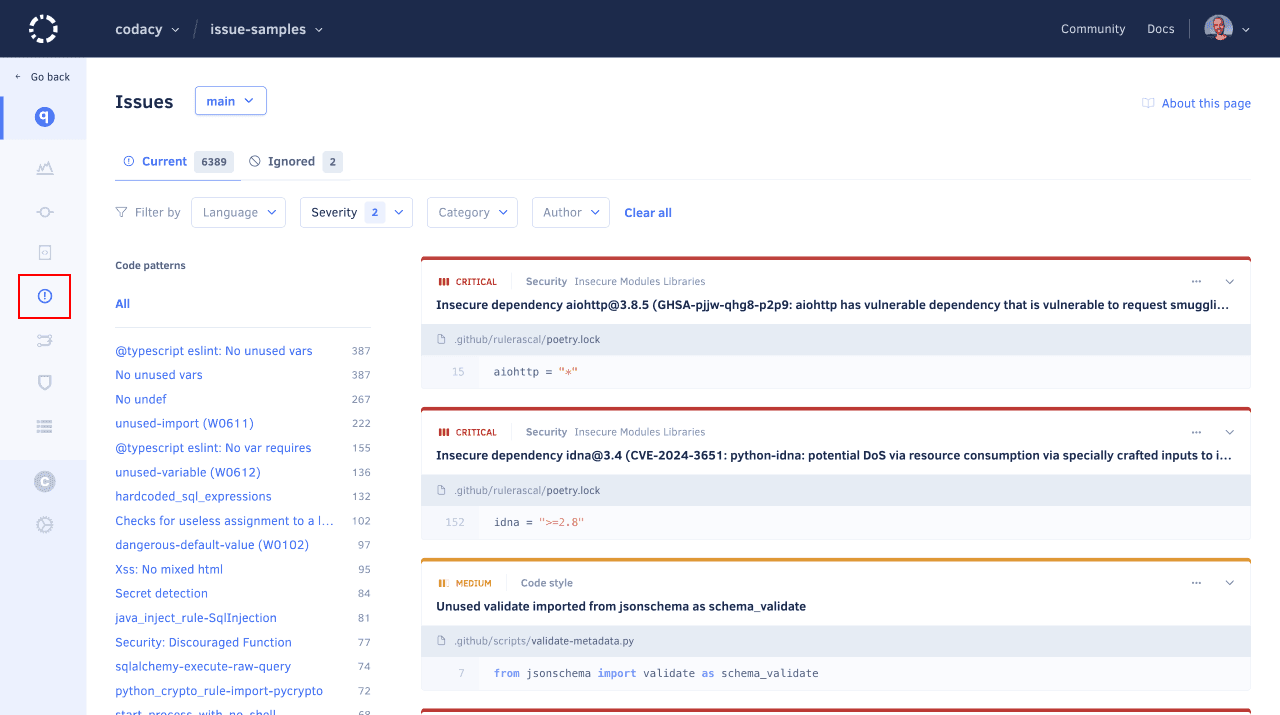 codacy / issue-samples
Community
Docs
← Go back
q
Issues
main
About this page
Current 6389
Ignored 2
Filter by
Language
Severity 2
Category
Author
Clear all
Code patterns
All
@typescript eslint: No unused vars 387
No unused vars 387
No undef 267
unused-import (W0611) 222
@typescript eslint: No var requires 155
unused-variable (W0612) 136
hardcoded_sql_expressions 132
Checks for useless assignment to a l... 102
dangerous-default-value (W0102) 97
Xss: No mixed html 95
Secret detection 84
java_inject_rule-SqlInjection 81
Security: Discouraged Function 77
sqlalchemy-execute-raw-query 74
python_crypto_rule-import-pycrypto 72
start_process_with_no_shell 68
C
CRITICAL Security Insecure Modules Libraries
Insecure dependency aiohttp@3.8.5 (GHSA-pjjw-qhg8-p2p9: aiohttp has vulnerable dependency that is vulnerable to request smuggli...
.github/rulerascal/poetry.lock
15 aiohttp = "*"
CRITICAL Security Insecure Modules Libraries
Insecure dependency idna@3.4 (CVE-2024-3651: python-idna: potential DoS via resource consumption via specially crafted inputs to i...
.github/rulerascal/poetry.lock
152 idna = ">=2.8"
MEDIUM Code style
Unused validate imported from jsonschema as schema_validate
.github/scripts/validate-metadata.py
7 from jsonschema import validate as schema_validate